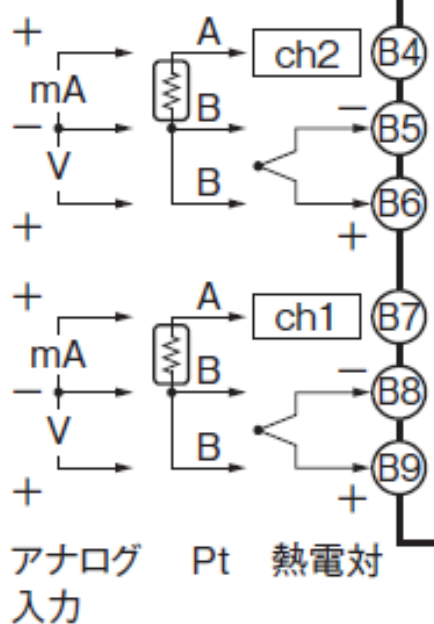 + A ch2 B4
mA
− B − B5
V
B B6
+ +
+ A ch1 B7
mA
− B − B8
V
B B9
+ +
アナログ Pt 熱電対
入力